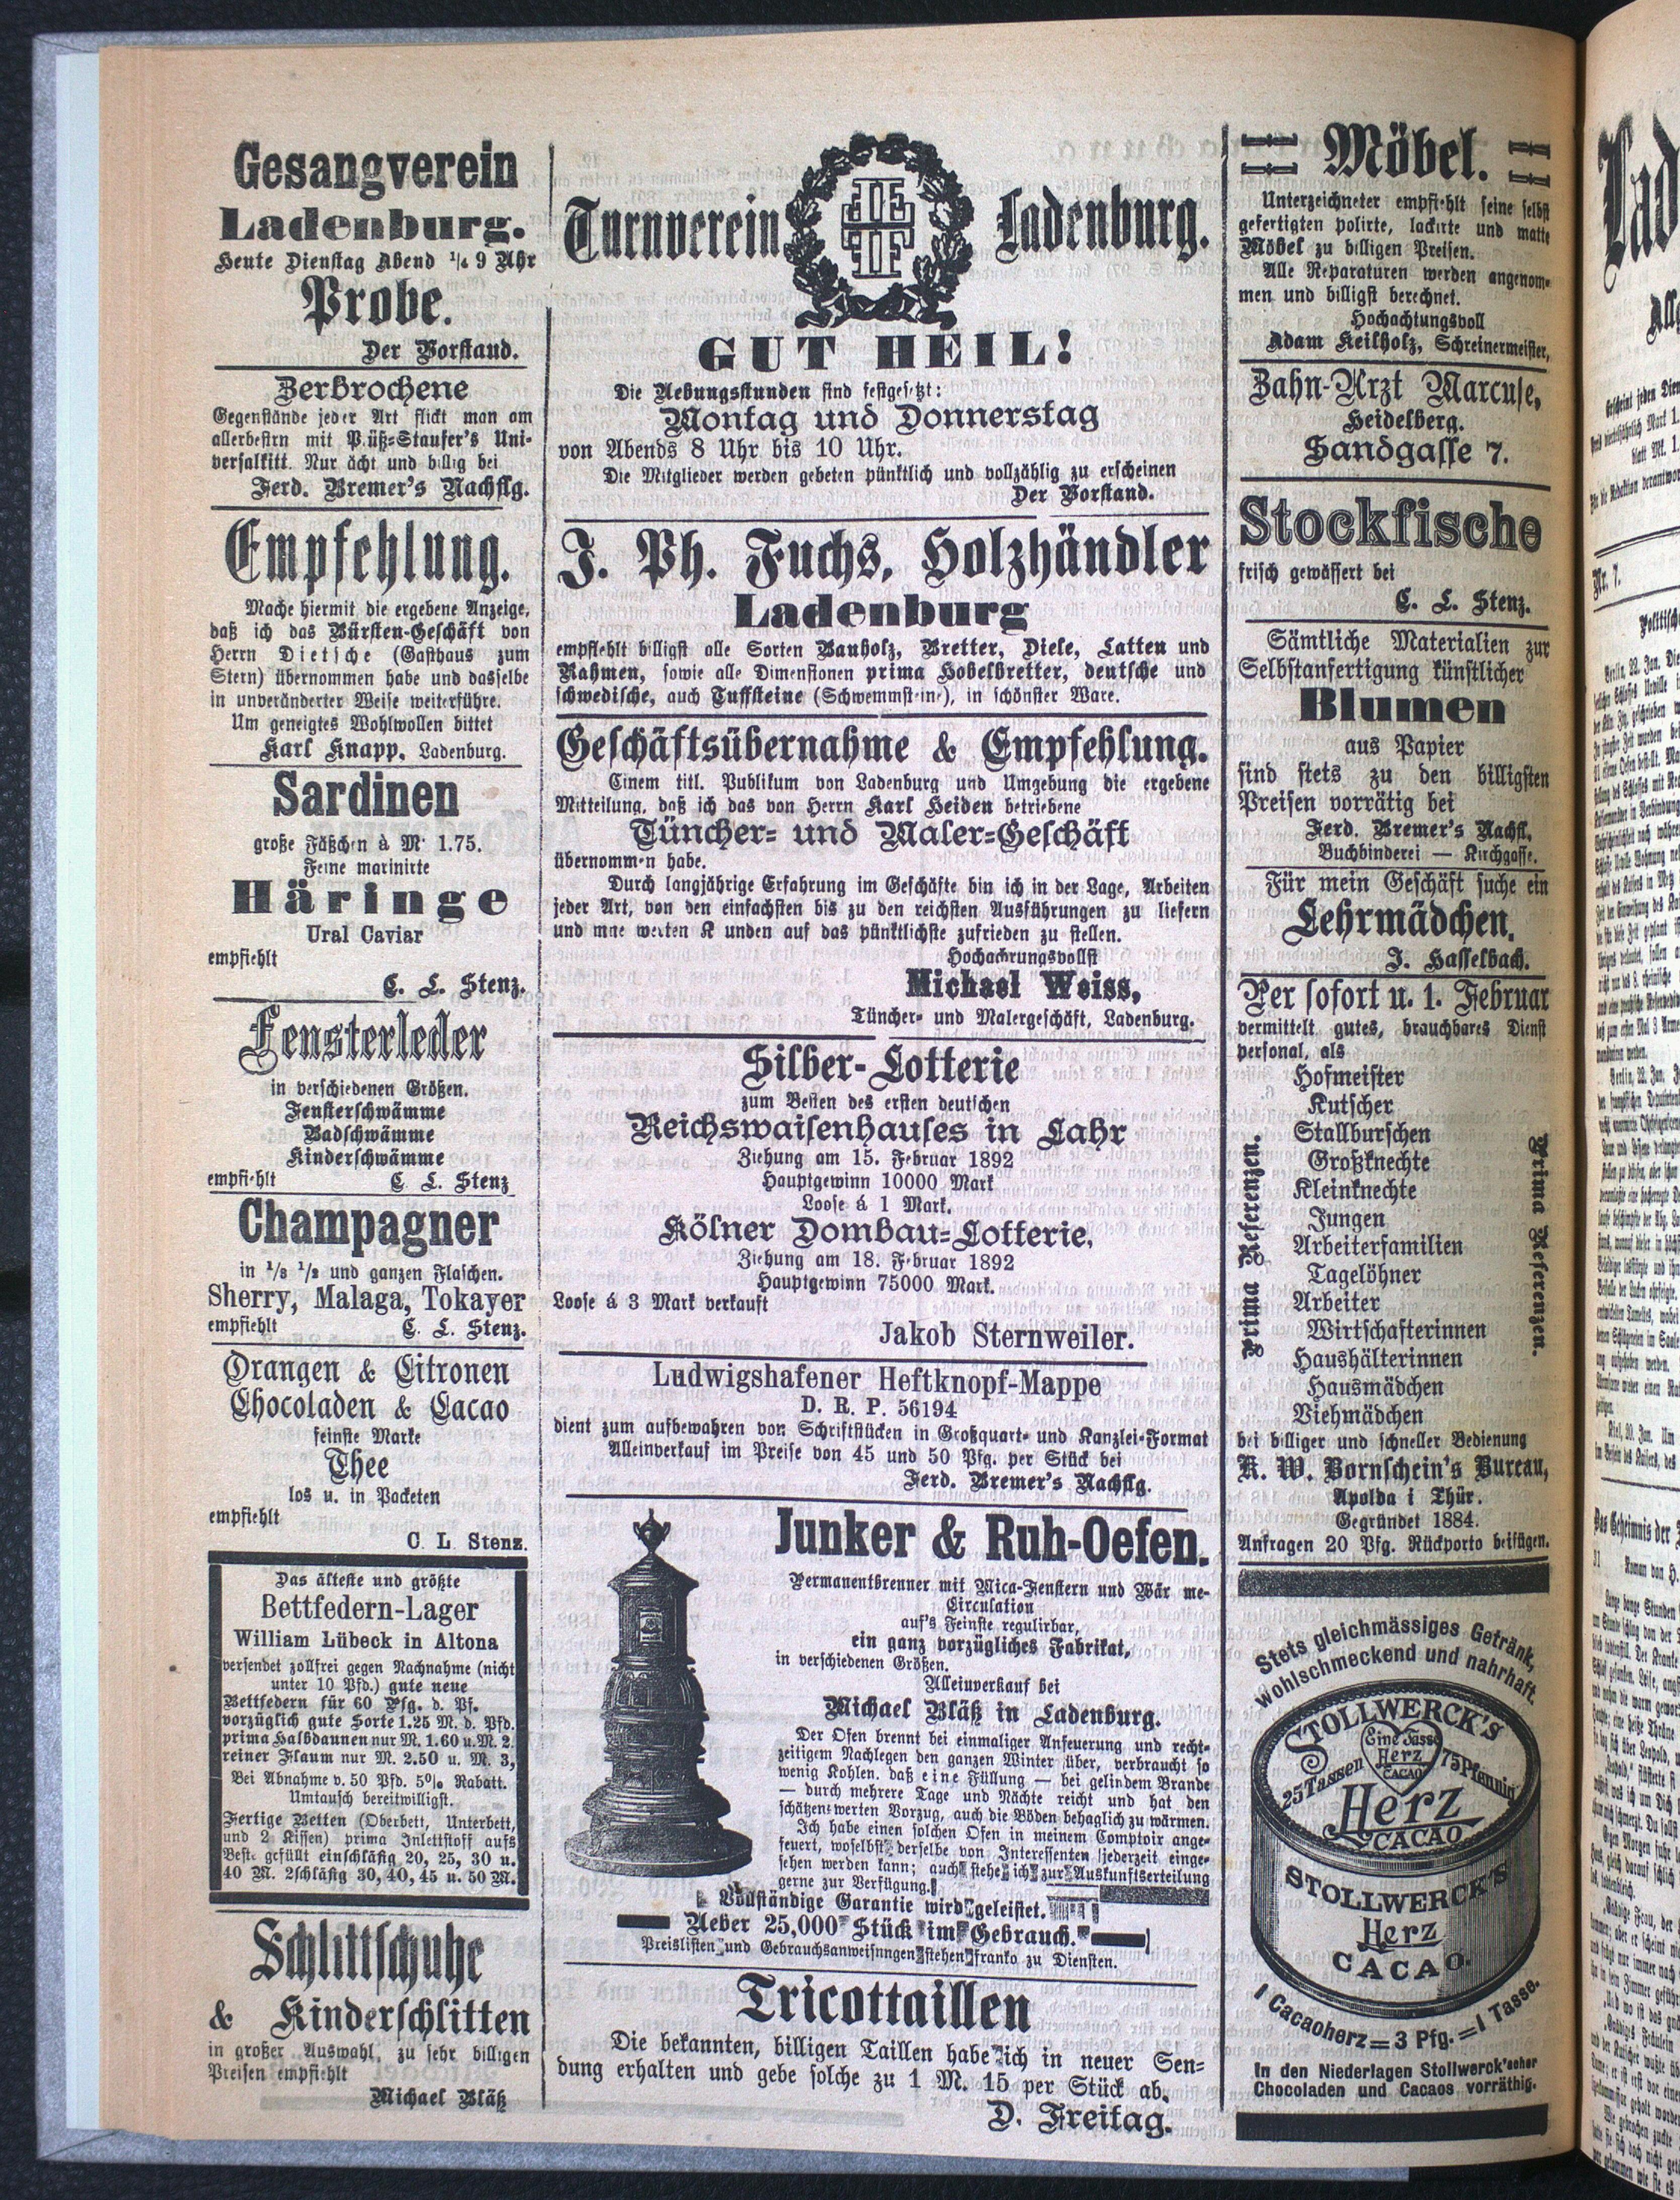 Gesangverein
Ladenburg.
Heute Dienstag Abend ¼ 9 Uhr
Probe.
Der Vorstand.
Zerbrochene
Gegenstände jeder Art flickt man am
allerbesten mit Plüß-Staufer's Uni-
versalkitt. Nur ächt und billig bei
Ferd. Bremer's Nachflg.
Empfehlung.
Mache hiermit die ergebene Anzeige,
daß ich das Bürsten-Geschäft von
Herrn Dietsche (Gasthaus zum
Stern) übernommen habe und dasselbe
in unveränderter Weise weiterführe.
Um geneigtes Wohlwollen bittet
Karl Knapp, Ladenburg.
Sardinen
große Fäßchen à M. 1.75.
Feine marinirte
Häringe
Ural Caviar
empfiehlt
C. L. Stenz.
Fensterleder
in verschiedenen Größen.
Fensterschwämme
Badschwämme
Kinderschwämme
empfiehlt C. L. Stenz
Champagner
in 1/8 1/2 und ganzen Flaschen.
Sherry, Malaga, Tokayer
empfiehlt C. L. Stenz.
Orangen & Citronen
Chocoladen & Cacao
feinste Marke
Thee
los u. in Packeten
empfiehlt
C. L. Stenz.
Das älteste und größte
Bettfedern-Lager
William Lübeck in Altona
versendet zollfrei gegen Nachnahme (nicht
unter 10 Pfd.) gute neue
Bettfedern für 60 Pfg. d. Pf.
vorzüglich gute Sorte 1.25 M. d. Pfd.
prima Halbdaunen nur M. 1.60 u. M. 2.
reiner Flaum nur M. 2.50 u. M. 3,
Bei Abnahme v. 50 Pfd. 5% Rabatt.
Umtausch bereitwilligst.
Fertige Betten (Oberbett, Unterbett,
und 2 Kissen) prima Inlettstoff aufs
Beste gefüllt einschläfig 20, 25, 30 u.
40 M. 2schläfig 30, 40, 45 u. 50 M.
Schlittschuhe
& Kinderschlitten
in großer Auswahl, zu sehr billigen
Preisen empfiehlt
Michael Bläß
Turnverein Ladenburg.
GUT HEIL!
Die Uebungsstunden sind festgesetzt:
Montag und Donnerstag
von Abends 8 Uhr bis 10 Uhr.
Die Mitglieder werden gebeten pünktlich und vollzählig zu erscheinen
Der Vorstand.
J. Ph. Fuchs, Holzhändler
Ladenburg
empfiehlt billigst alle Sorten Bauholz, Bretter, Diele, Latten und
Rahmen, sowie alle Dimensionen prima Hobelbretter, deutsche und
schwedische, auch Tuffsteine (Schwemmsteine), in schönster Ware.
Geschäftsübernahme & Empfehlung.
Einem titl. Publikum von Ladenburg und Umgebung die ergebene
Mitteilung, daß ich das von Herrn Karl Heiden betriebene
Tüncher- und Maler-Geschäft
übernommen habe.
Durch langjährige Erfahrung im Geschäfte bin ich in der Lage, Arbeiten
jeder Art, von den einfachsten bis zu den reichsten Ausführungen zu liefern
und meine werten Kunden auf das pünktlichste zufrieden zu stellen.
Hochachtungsvollst
Michael Weiss,
Tüncher- und Malergeschäft, Ladenburg.
Silber-Lotterie
zum Besten des ersten deutschen
Reichswaisenhauses in Lahr
Ziehung am 15. Februar 1892
Hauptgewinn 10000 Mark
Loose á 1 Mark.
Kölner Dombau-Lotterie,
Ziehung am 18. Februar 1892
Hauptgewinn 75000 Mark.
Loose á 3 Mark verkauft
Jakob Sternweiler.
Ludwigshafener Heftknopf-Mappe
D. R. P. 56194
dient zum aufbewahren von Schriftstücken in Großquart- und Kanzlei-Format
Alleinverkauf im Preise von 45 und 50 Pfg. per Stück bei
Ferd. Bremer's Nachflg.
Junker & Ruh-Oefen.
Permanentbrenner mit Mica-Fenstern und Wärme-
Circulation
auf's Feinste regulirbar,
ein ganz vorzügliches Fabrikat,
in verschiedenen Größen.
Alleinverkauf bei
Michael Bläß in Ladenburg.
Der Ofen brennt bei einmaliger Anfeuerung und recht-
zeitigem Nachlegen den ganzen Winter über, verbraucht so
wenig Kohlen, daß eine Füllung — bei gelindem Brande
— durch mehrere Tage und Nächte reicht und hat den
schätzenswerten Vorzug, auch die Böden behaglich zu wärmen.
Ich habe einen solchen Ofen in meinem Comptoir ange-
feuert, woselbst derselbe von Interessenten jederzeit einge-
sehen werden kann; auch stehe ich zur Auskunftserteilung
gerne zur Verfügung.
Vollständige Garantie wird geleistet.
Ueber 25,000 Stück im Gebrauch.
Preislisten und Gebrauchsanweisnngen stehen franko zu Diensten.
Tricottaillen
Die bekannten, billigen Taillen habe ich in neuer Sen-
dung erhalten und gebe solche zu 1 M. 15 per Stück ab.
D. Freitag.
Möbel.
Unterzeichneter empfiehlt seine selbst
gefertigten polirte, lackirte und matte
Möbel zu billigen Preisen.
Alle Reparaturen werden angenom-
men und billigst berechnet.
Hochachtungsvoll
Adam Keilholz, Schreinermeister,
Zahn-Arzt Marcuse,
Heidelberg.
Sandgasse 7.
Stockfische
frisch gewässert bei
C. L. Stenz.
Sämtliche Materialien zur
Selbstanfertigung künstlicher
Blumen
aus Papier
sind stets zu den billigsten
Preisen vorrätig bei
Ferd. Bremer's Nachfl.
Buchbinderei — Kirchgasse.
Für mein Geschäft suche ein
Lehrmädchen.
J. Hasselbach.
Per sofort u. 1. Februar
vermittelt gutes, brauchbares Dienst
personal, als
Hofmeister
Kutscher
Stallburschen
Großknechte
Kleinknechte
Jungen
Arbeiterfamilien
Tagelöhner
Arbeiter
Wirtschafterinnen
Haushälterinnen
Hausmädchen
Viehmädchen
Prima Referenzen.
Prima Referenzen.
bei billiger und schneller Bedienung
K. W. Bornschein's Bureau,
Apolda i Thür.
Gegründet 1884.
Anfragen 20 Pfg. Rückporto beifügen.
Stets gleichmässiges Getränk,
wohlschmeckend und nahrhaft.
STOLLWERCK'S
Eine Tasse
Herz
CACAO
25 Tassen 75 Pfennig
Herz
CACAO
STOLLWERCK'S
Herz
CACAO.
1 Cacaoherz = 3 Pfg. = 1 Tasse.
In den Niederlagen Stollwerck'scher
Chocoladen und Cacaos vorräthig.
Nr. 7.